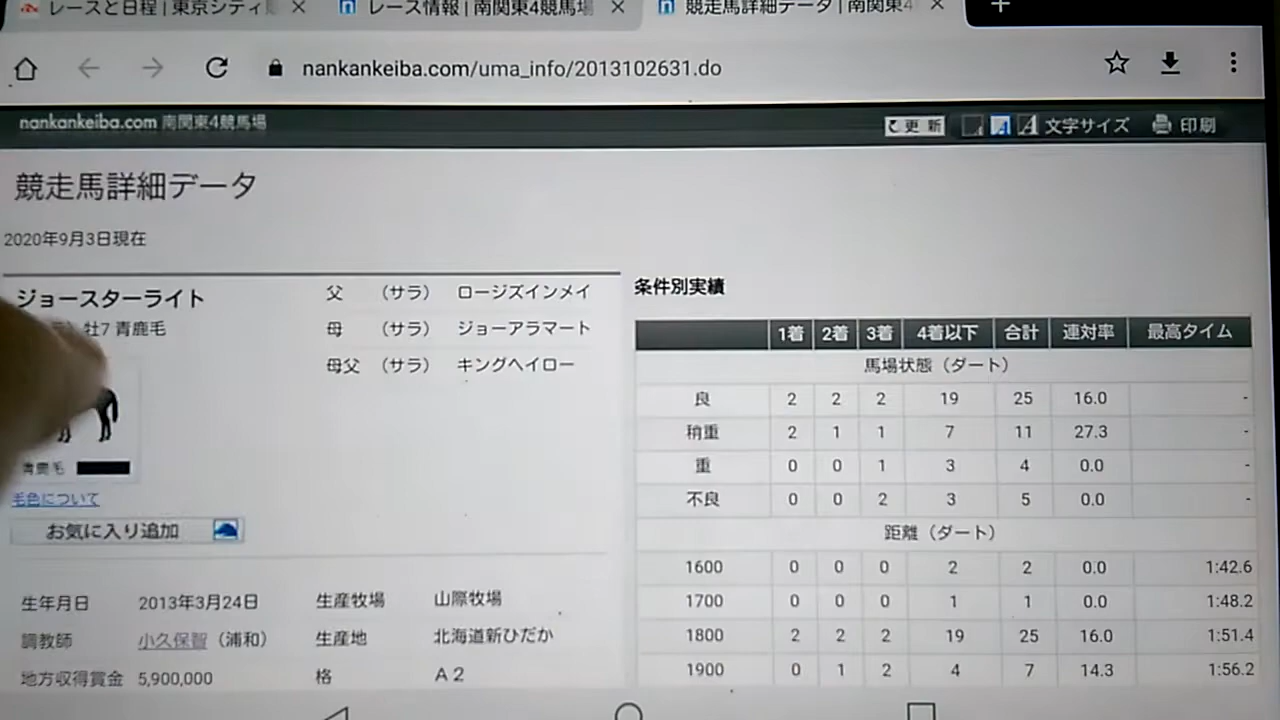 レースと日程 | 東京シティ
レース情報 | 南関東4競馬場
競走馬詳細データ | 南関東4
nankankeiba.com/uma_info/2013102631.do
nankankeiba.com 南関東4競馬場
更新 A A 文字サイズ 印刷
競走馬詳細データ
2020年9月3日現在
ジョースターライト
牡7 青鹿毛
父 （サラ） ロージズインメイ
母 （サラ） ジョーアラマート
母父 （サラ） キングヘイロー
青鹿毛
毛色について
お気に入り追加
生年月日 2013年3月24日 生産牧場 山際牧場
調教師 小久保智（浦和） 生産地 北海道新ひだか
地方収得賞金 5,900,000 格 A2
条件別実績
1着 2着 3着 4着以下 合計 連対率 最高タイム
馬場状態（ダート）
良 2 2 2 19 25 16.0 -
稍重 2 1 1 7 11 27.3 -
重 0 0 1 3 4 0.0 -
不良 0 0 2 3 5 0.0 -
距離（ダート）
1600 0 0 0 2 2 0.0 1:42.6
1700 0 0 0 1 1 0.0 1:48.2
1800 2 2 2 19 25 16.0 1:51.4
1900 0 1 2 4 7 14.3 1:56.2